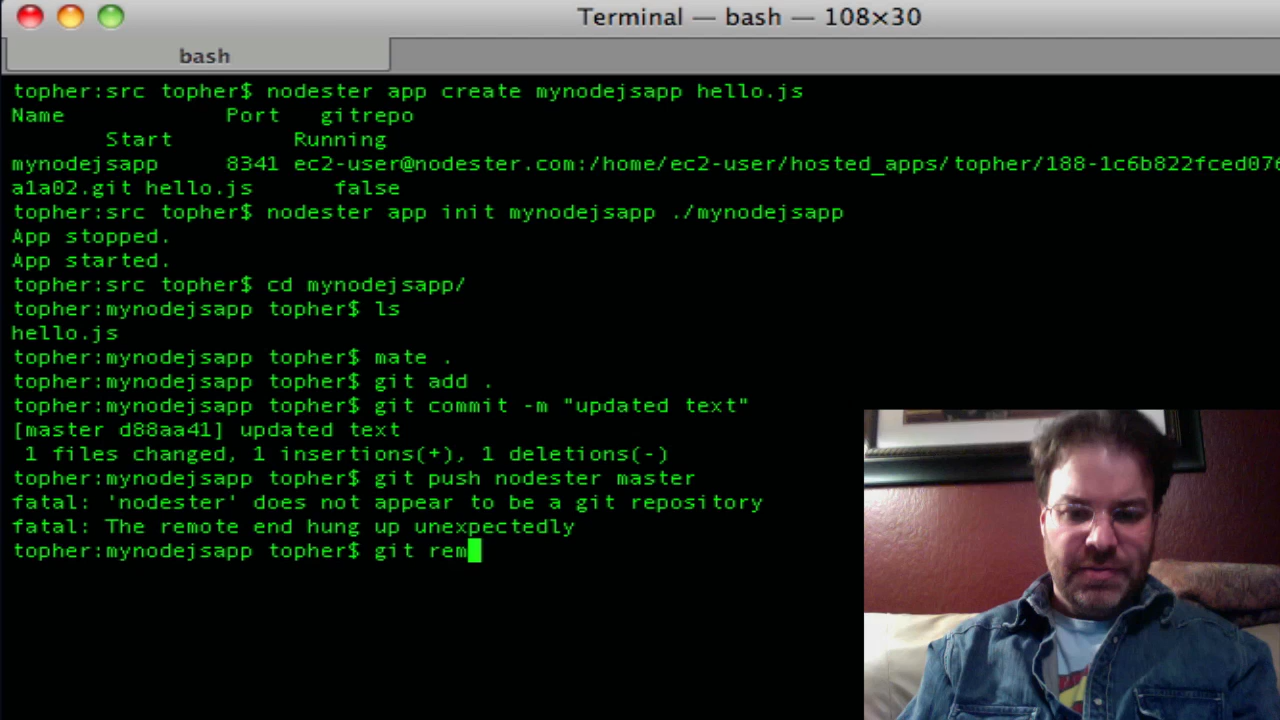 Terminal — bash — 108×30
bash
topher:src topher$ nodester app create mynodejsapp hello.js
Name Port gitrepo
Start Running
mynodejsapp 8341 ec2-user@nodester.com:/home/ec2-user/hosted_apps/topher/188-1c6b822fced076
a1a02.git hello.js false
topher:src topher$ nodester app init mynodejsapp ./mynodejsapp
App stopped.
App started.
topher:src topher$ cd mynodejsapp/
topher:mynodejsapp topher$ ls
hello.js
topher:mynodejsapp topher$ mate .
topher:mynodejsapp topher$ git add .
topher:mynodejsapp topher$ git commit -m "updated text"
[master d88aa41] updated text
1 files changed, 1 insertions(+), 1 deletions(-)
topher:mynodejsapp topher$ git push nodester master
fatal: 'nodester' does not appear to be a git repository
fatal: The remote end hung up unexpectedly
topher:mynodejsapp topher$ git rem